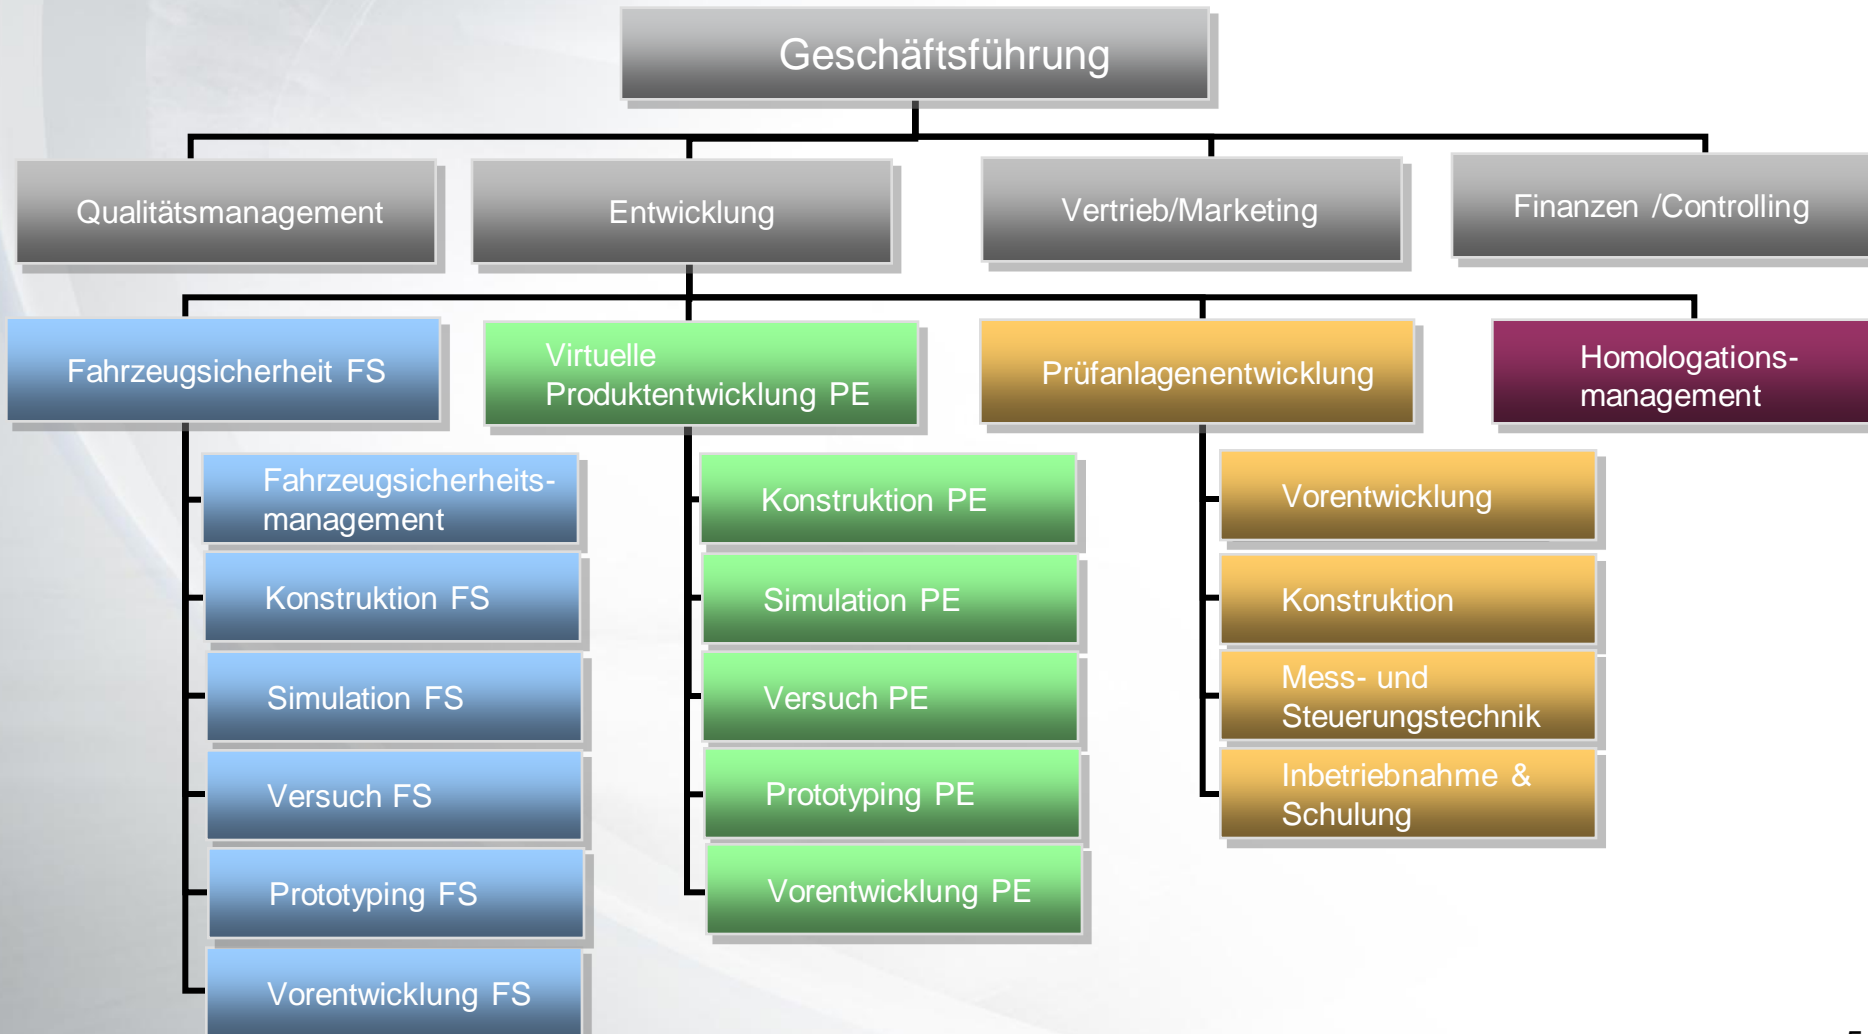 Geschäftsführung
Qualitätsmanagement
Entwicklung
Vertrieb/Marketing
Finanzen /Controlling
Fahrzeugsicherheit FS
Virtuelle
Produktentwicklung PE
Prüfanlagenentwicklung
Homologations-
management
Fahrzeugsicherheits-
management
Konstruktion FS
Simulation FS
Versuch FS
Prototyping FS
Vorentwicklung FS
Konstruktion PE
Simulation PE
Versuch PE
Prototyping PE
Vorentwicklung PE
Vorentwicklung
Konstruktion
Mess- und
Steuerungstechnik
Inbetriebnahme &
Schulung